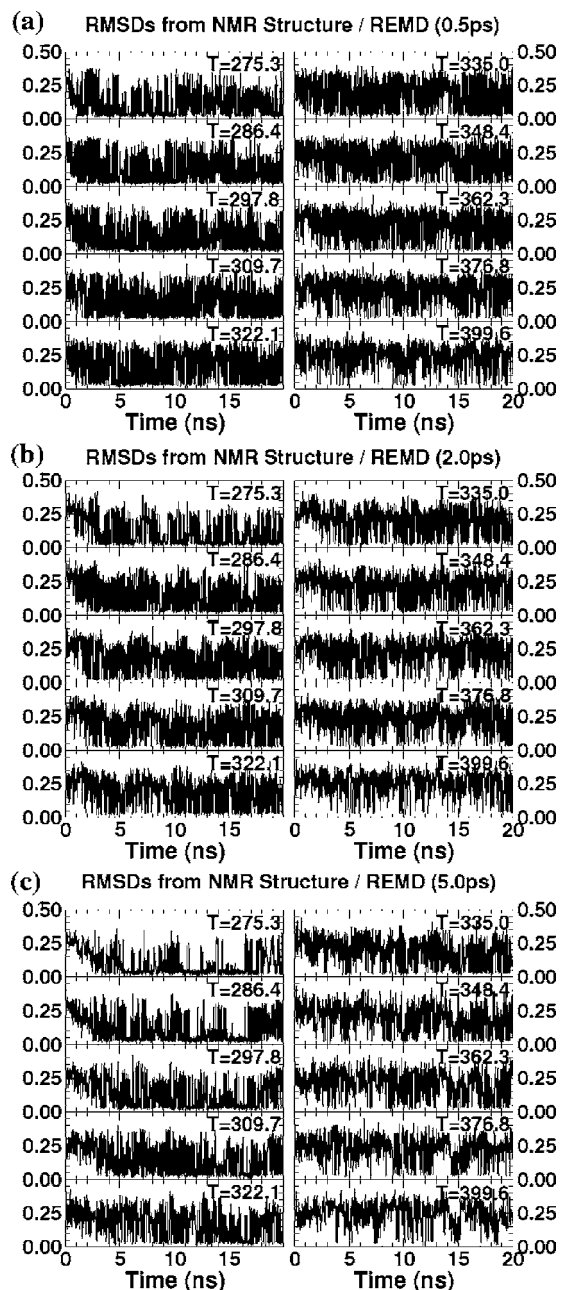 (a) RMSDs from NMR Structure / REMD (0.5ps)
0.50 T=275.3 T=335.0 0.50
0.25 0.25
0.00 T=286.4 T=348.4 0.00
0.25 0.25
0.00 T=297.8 T=362.3 0.00
0.25 0.25
0.00 T=309.7 T=376.8 0.00
0.25 0.25
0.00 T=322.1 T=399.6 0.00
0.25 0.25
0.00 0.00
0 5 10 15 0 5 10 15 20
Time (ns) Time (ns)
(b) RMSDs from NMR Structure / REMD (2.0ps)
0.50 T=275.3 T=335.0 0.50
0.25 0.25
0.00 T=286.4 T=348.4 0.00
0.25 0.25
0.00 T=297.8 T=362.3 0.00
0.25 0.25
0.00 T=309.7 T=376.8 0.00
0.25 0.25
0.00 T=322.1 T=399.6 0.00
0.25 0.25
0.00 0.00
0 5 10 15 0 5 10 15 20
Time (ns) Time (ns)
(c) RMSDs from NMR Structure / REMD (5.0ps)
0.50 T=275.3 T=335.0 0.50
0.25 0.25
0.00 T=286.4 T=348.4 0.00
0.25 0.25
0.00 T=297.8 T=362.3 0.00
0.25 0.25
0.00 T=309.7 T=376.8 0.00
0.25 0.25
0.00 T=322.1 T=399.6 0.00
0.25 0.25
0.00 0.00
0 5 10 15 0 5 10 15 20
Time (ns) Time (ns)